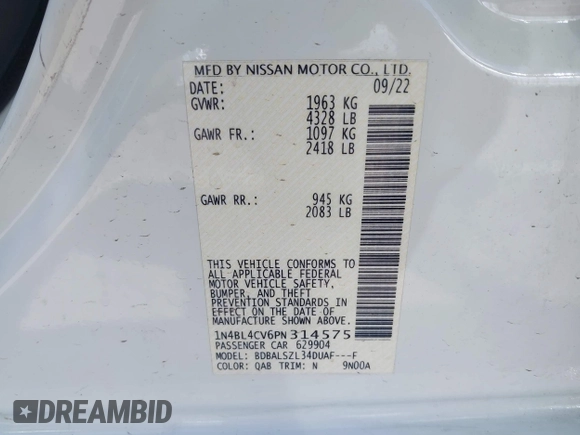 MFD BY NISSAN MOTOR CO., LTD.
DATE: 09/22
GVWR: 1963 KG
4328 LB
GAWR FR.: 1097 KG
2418 LB
GAWR RR.: 945 KG
2083 LB
THIS VEHICLE CONFORMS TO
ALL APPLICABLE FEDERAL
MOTOR VEHICLE SAFETY,
BUMPER, AND THEFT
PREVENTION STANDARDS IN
EFFECT ON THE DATE OF
MANUFACTURE SHOWN ABOVE.
1N4BL4CV6PN314575
PASSENGER CAR 629904
MODEL: BDBALSZL34DUAF---F
COLOR: QAB TRIM: N 9N00A
DREAMBID